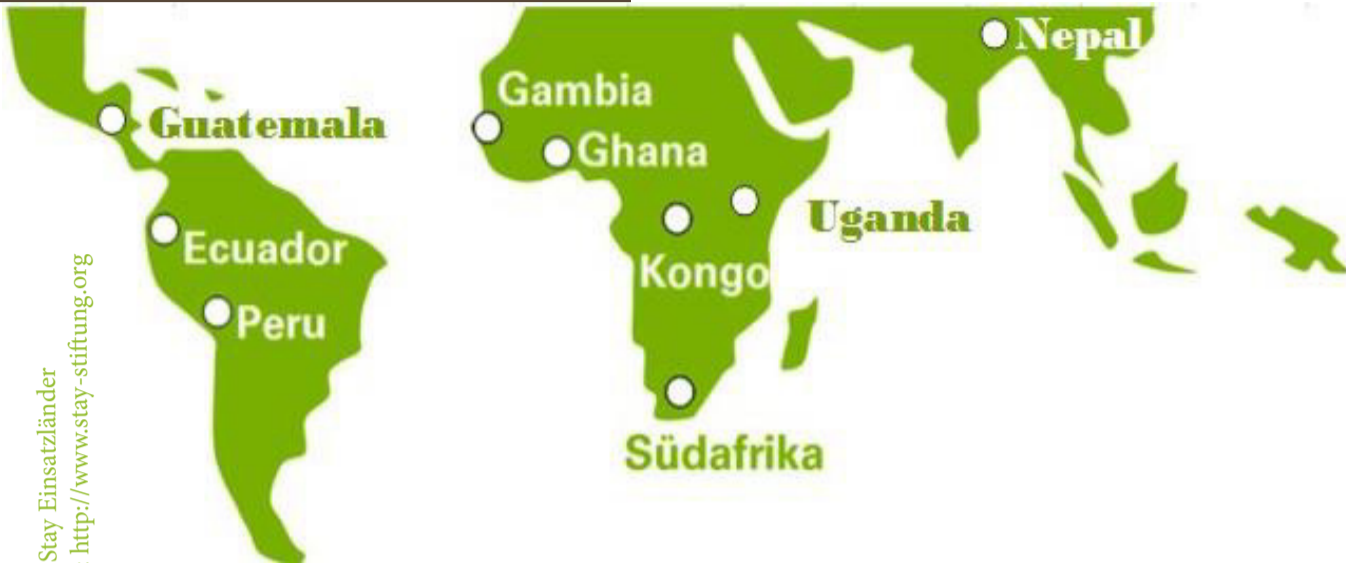 Nepal
Gambia
Guatemala
Ghana
Uganda
Ecuador
Kongo
Peru
Südafrika
Stay Einsatzländer
: http://www.stay-stiftung.org